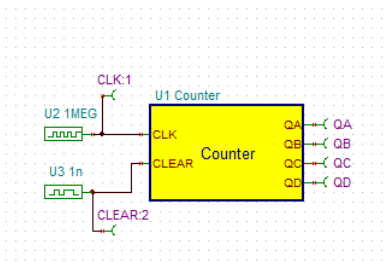 CLK:1
U1 Counter
U2 1MEG
CLK
QA
QA
QB
QB
Counter
CLEAR
QC
QC
U3 1n
QD
QD
CLEAR:2